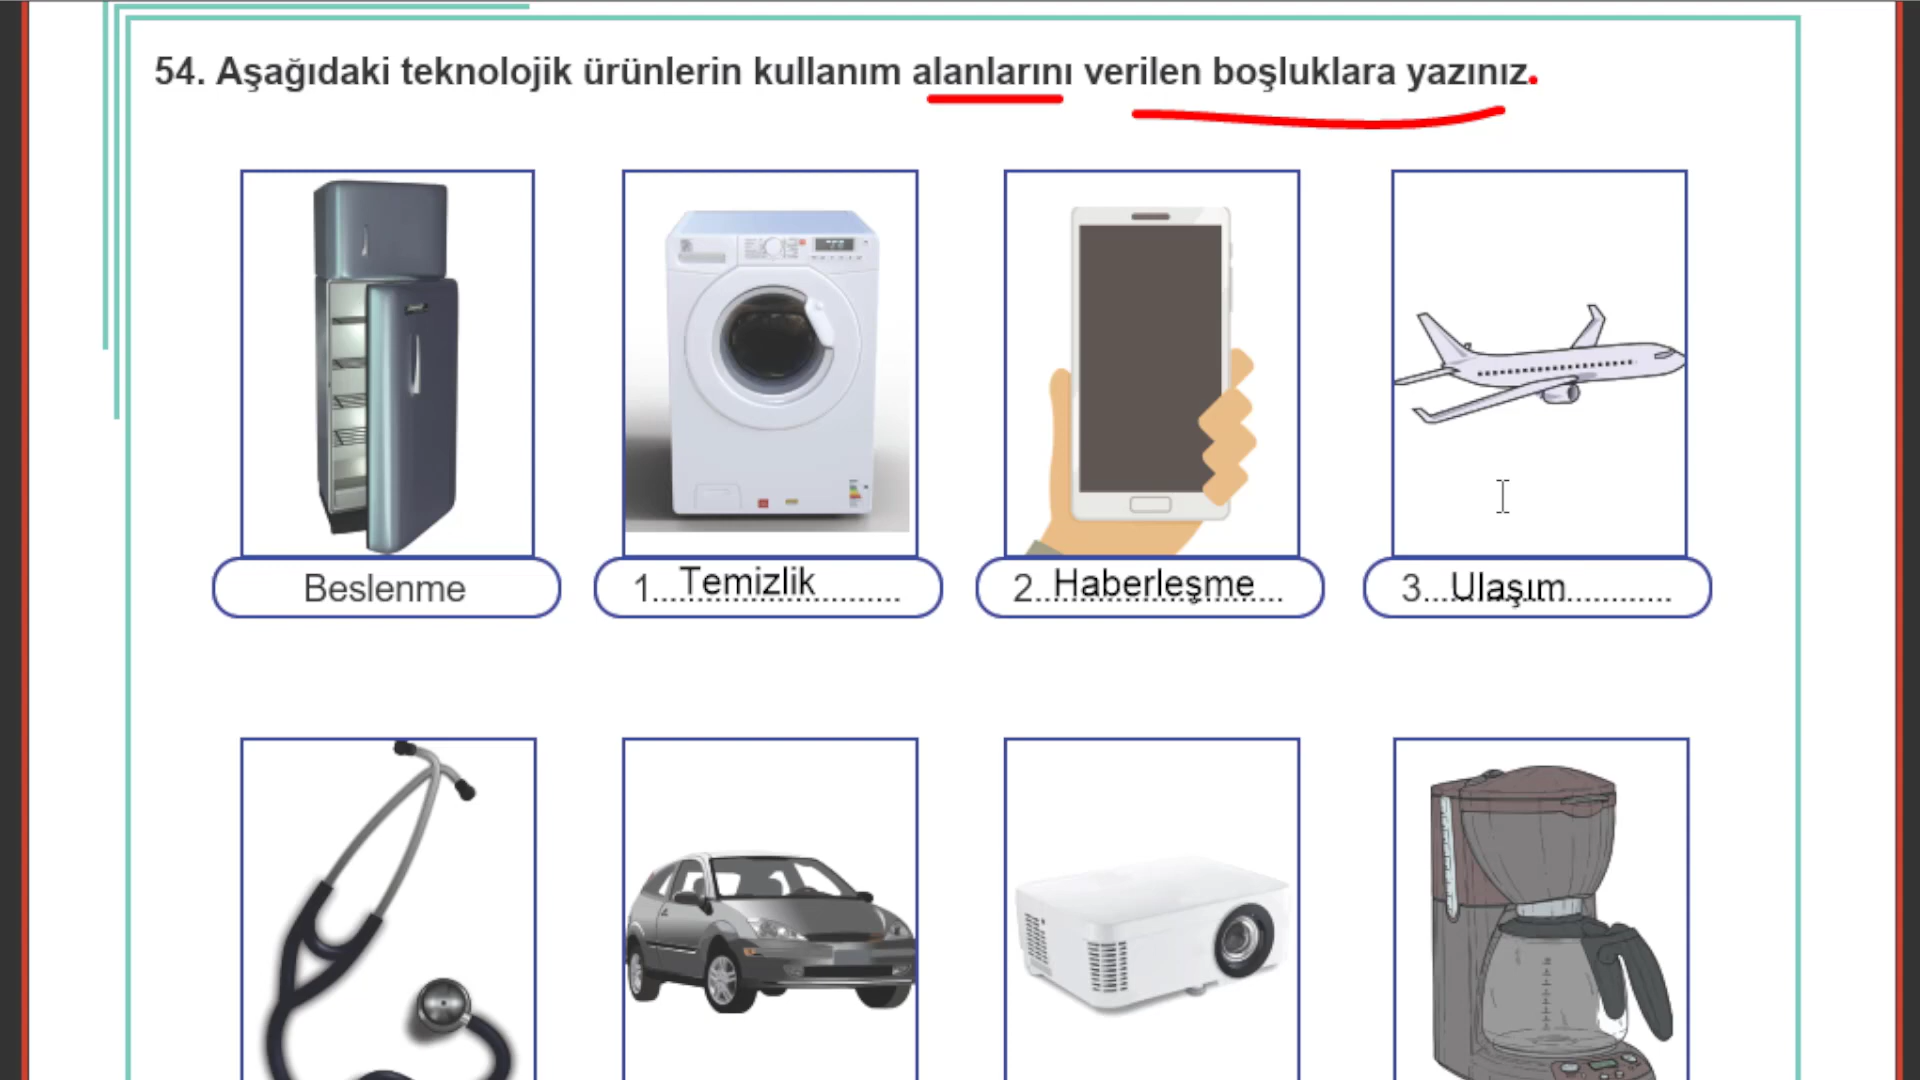 54. Aşağıdaki teknolojik ürünlerin kullanım alanlarını verilen boşluklara yazınız.
Beslenme
1...Temizlik...........
2..Haberleşme...
3...Ulaşım............